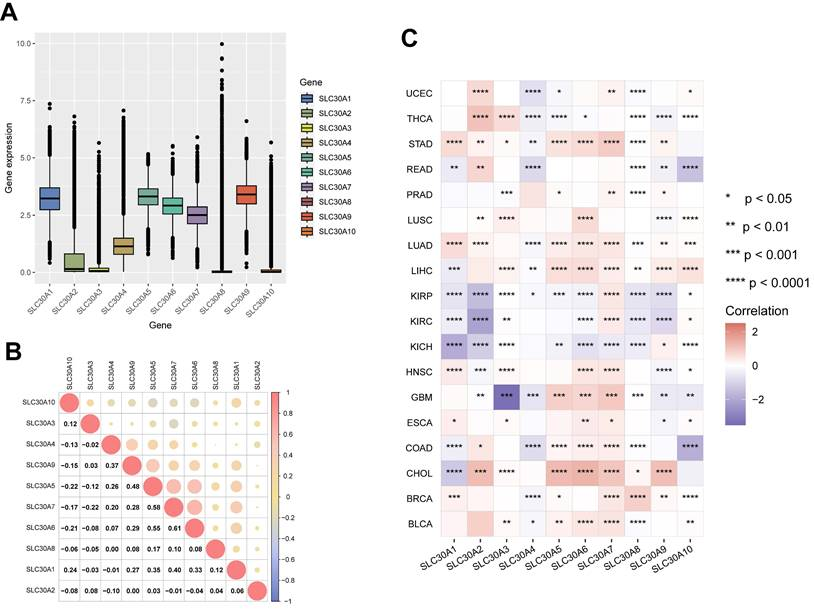 A
10.0
7.5
5.0
2.5
0.0
Gene expression
SLC30A1
SLC30A2
SLC30A3
SLC30A4
SLC30A5
SLC30A6
SLC30A7
SLC30A8
SLC30A9
SLC30A10
Gene
Gene
SLC30A1
SLC30A2
SLC30A3
SLC30A4
SLC30A5
SLC30A6
SLC30A7
SLC30A8
SLC30A9
SLC30A10
B
SLC30A10 SLC30A3 SLC30A4 SLC30A9 SLC30A5 SLC30A7 SLC30A6 SLC30A8 SLC30A1 SLC30A2
SLC30A10
SLC30A3 0.12
SLC30A4 −0.13 −0.02
SLC30A9 −0.15 0.03 0.37
SLC30A5 −0.22 −0.12 0.26 0.48
SLC30A7 −0.17 −0.22 0.20 0.28 0.58
SLC30A6 −0.21 −0.08 0.07 0.29 0.55 0.61
SLC30A8 −0.06 −0.05 0.00 0.08 0.17 0.10 0.08
SLC30A1 0.24 −0.03 −0.01 0.27 0.35 0.40 0.33 0.12
SLC30A2 −0.08 0.08 −0.10 0.00 0.03 −0.01 −0.04 0.04 0.06
1
0.8
0.6
0.4
0.2
0
−0.2
−0.4
−0.6
−0.8
−1
C
UCEC **** **** * ** **** *
THCA **** **** **** **** * **** **** ****
STAD **** ** * ** **** **** **** **** **
READ ** ** **** **** ** ****
PRAD *** * ** **** *
LUSC ** **** **** **** ****
LUAD **** **** **** **** **** **** *** ** ***
LIHC *** **** ** **** **** **** ** **** ****
KIRP **** **** **** * *** **** **** **** **** *
KIRC **** **** ** **** **** **** **** *
KICH **** **** **** ** **** **** **** * ****
HNSC **** *** **** **** **** ****
GBM ** *** *** *** *** *** *** ** **
ESCA * * ** * *
COAD **** * **** **** **** **** **** ****
CHOL **** *** **** **** **** **** * ****
BRCA *** **** * **** **** ** ****
BLCA ** * ** **** **** **** **
SLC30A1
SLC30A2
SLC30A3
SLC30A4
SLC30A5
SLC30A6
SLC30A7
SLC30A8
SLC30A9
SLC30A10
* p < 0.05
** p < 0.01
*** p < 0.001
**** p < 0.0001
Correlation
2
0
−2